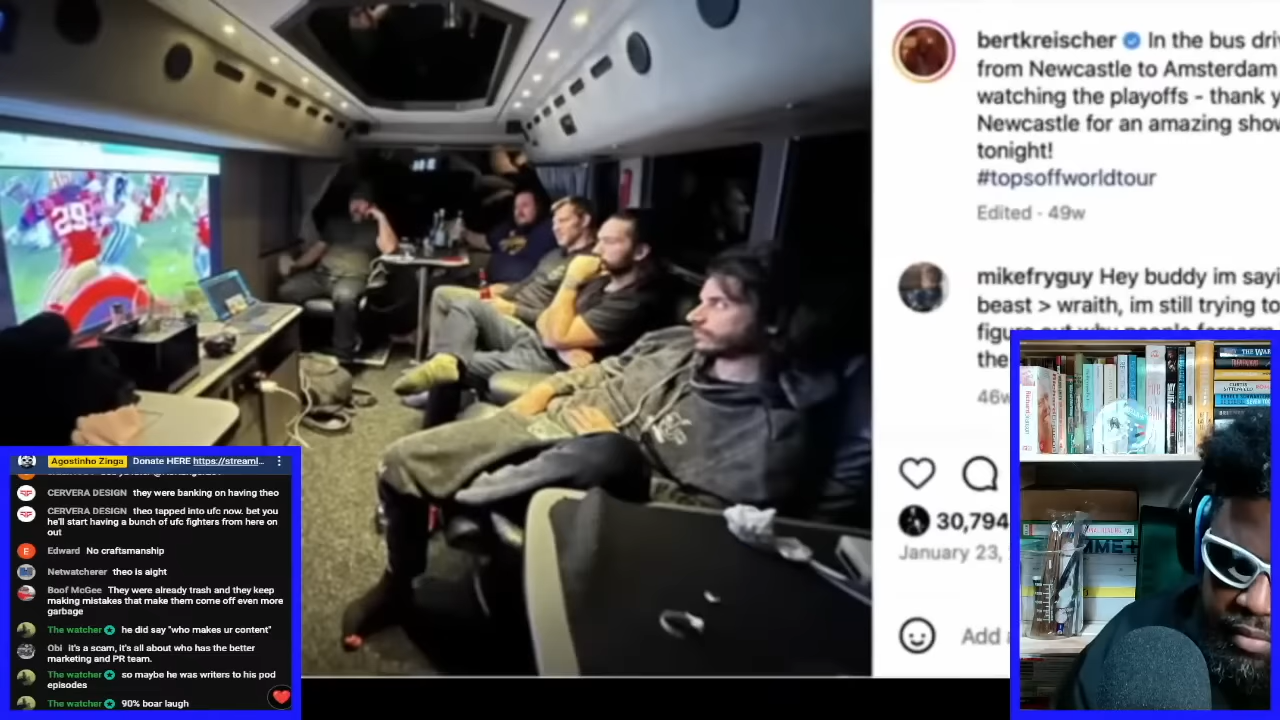 bertkreischer In the bus driv
from Newcastle to Amsterdam
watching the playoffs - thank y
Newcastle for an amazing show
tonight!
#topsoffworldtour
Edited · 49w
mikefryguy Hey buddy im sayi
beast > wraith, im still trying to
the
46w
30,794
January 23,
Add
29
Agostinho Zinga Donate HERE https://streaml...
CERVERA DESIGN they were banking on having theo
CERVERA DESIGN theo tapped into ufc now. bet you
he'll start having a bunch of ufc fighters from here on
out
Edward No craftsmanship
Netwatcherer theo is aight
Boof McGee They were already trash and they keep
making mistakes that make them come off even more
garbage
The watcher he did say "who makes ur content"
Obi it's a scam, it's all about who has the better
marketing and PR team.
The watcher so maybe he was writers to his pod
episodes
The watcher 90% boar laugh